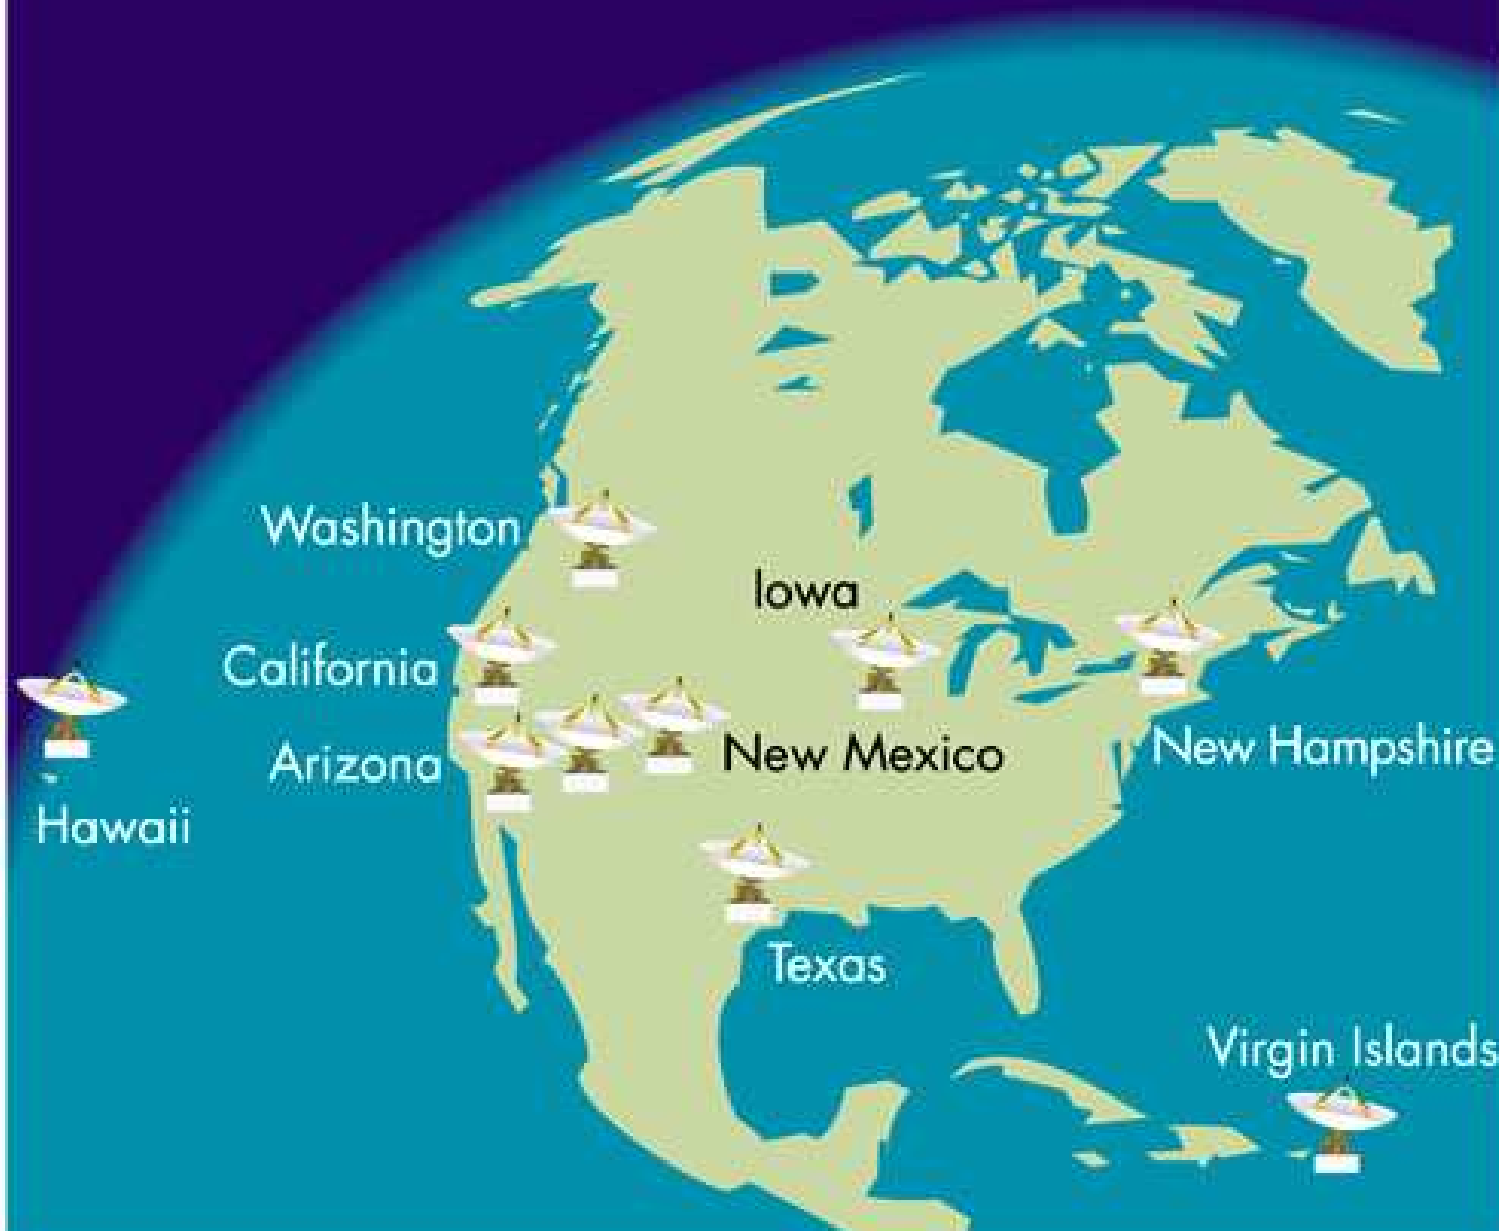 Washington
Iowa
California
Arizona
New Mexico
New Hampshire
Hawaii
Texas
Virgin Islands